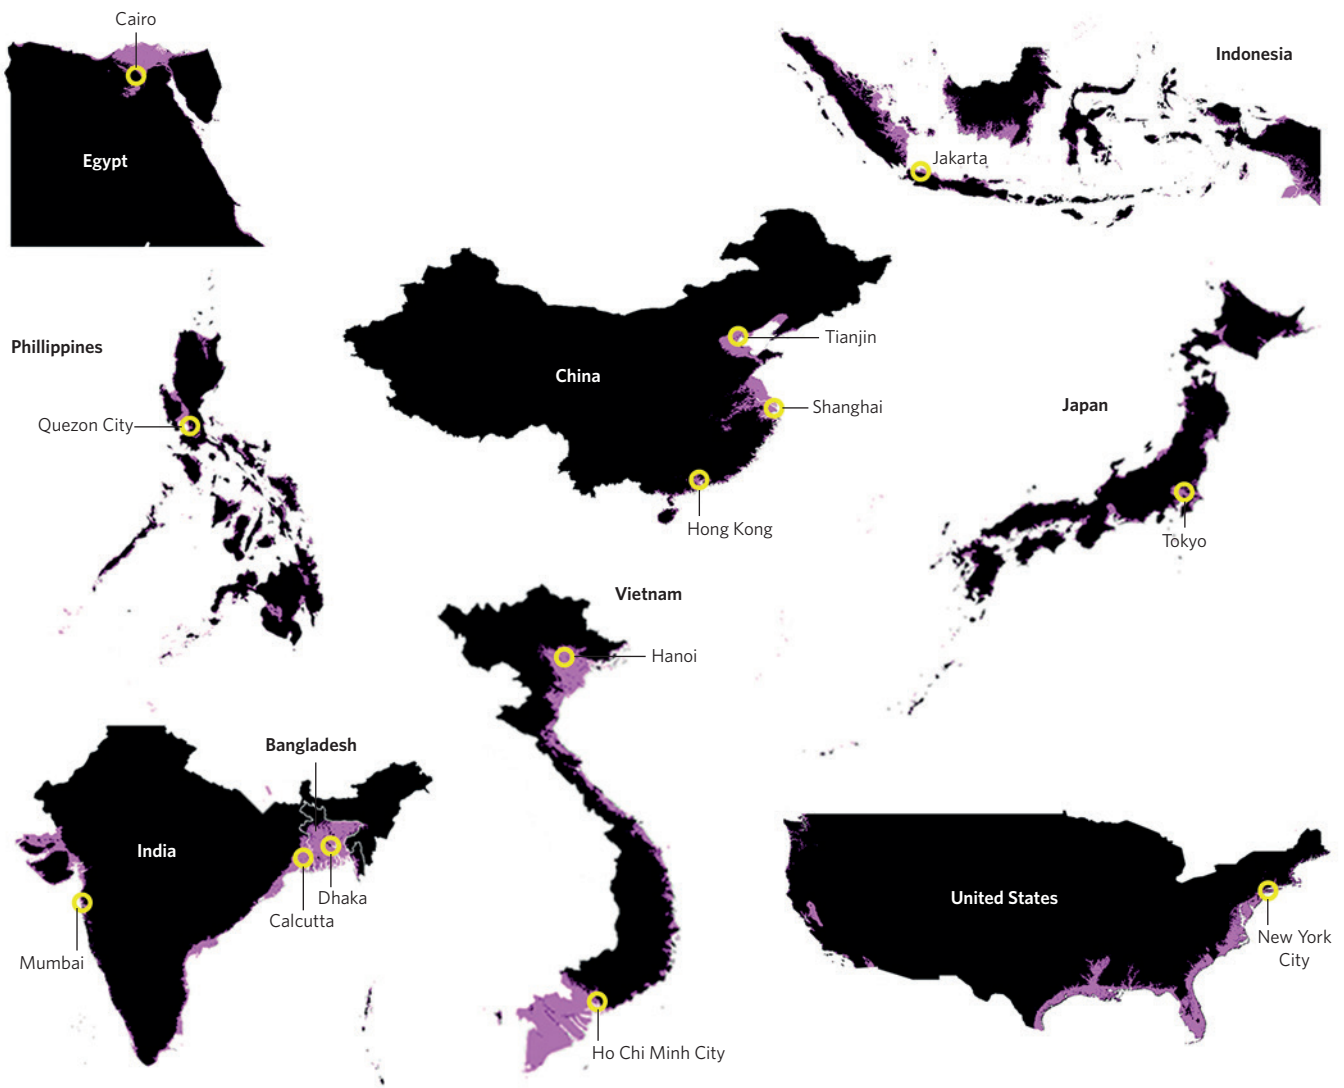 Cairo
Indonesia
Egypt
Jakarta
Phillippines
Tianjin
China
Shanghai
Japan
Quezon City
Hong Kong
Tokyo
Vietnam
Hanoi
Bangladesh
India
United States
Dhaka
Calcutta
New York
City
Mumbai
Ho Chi Minh City